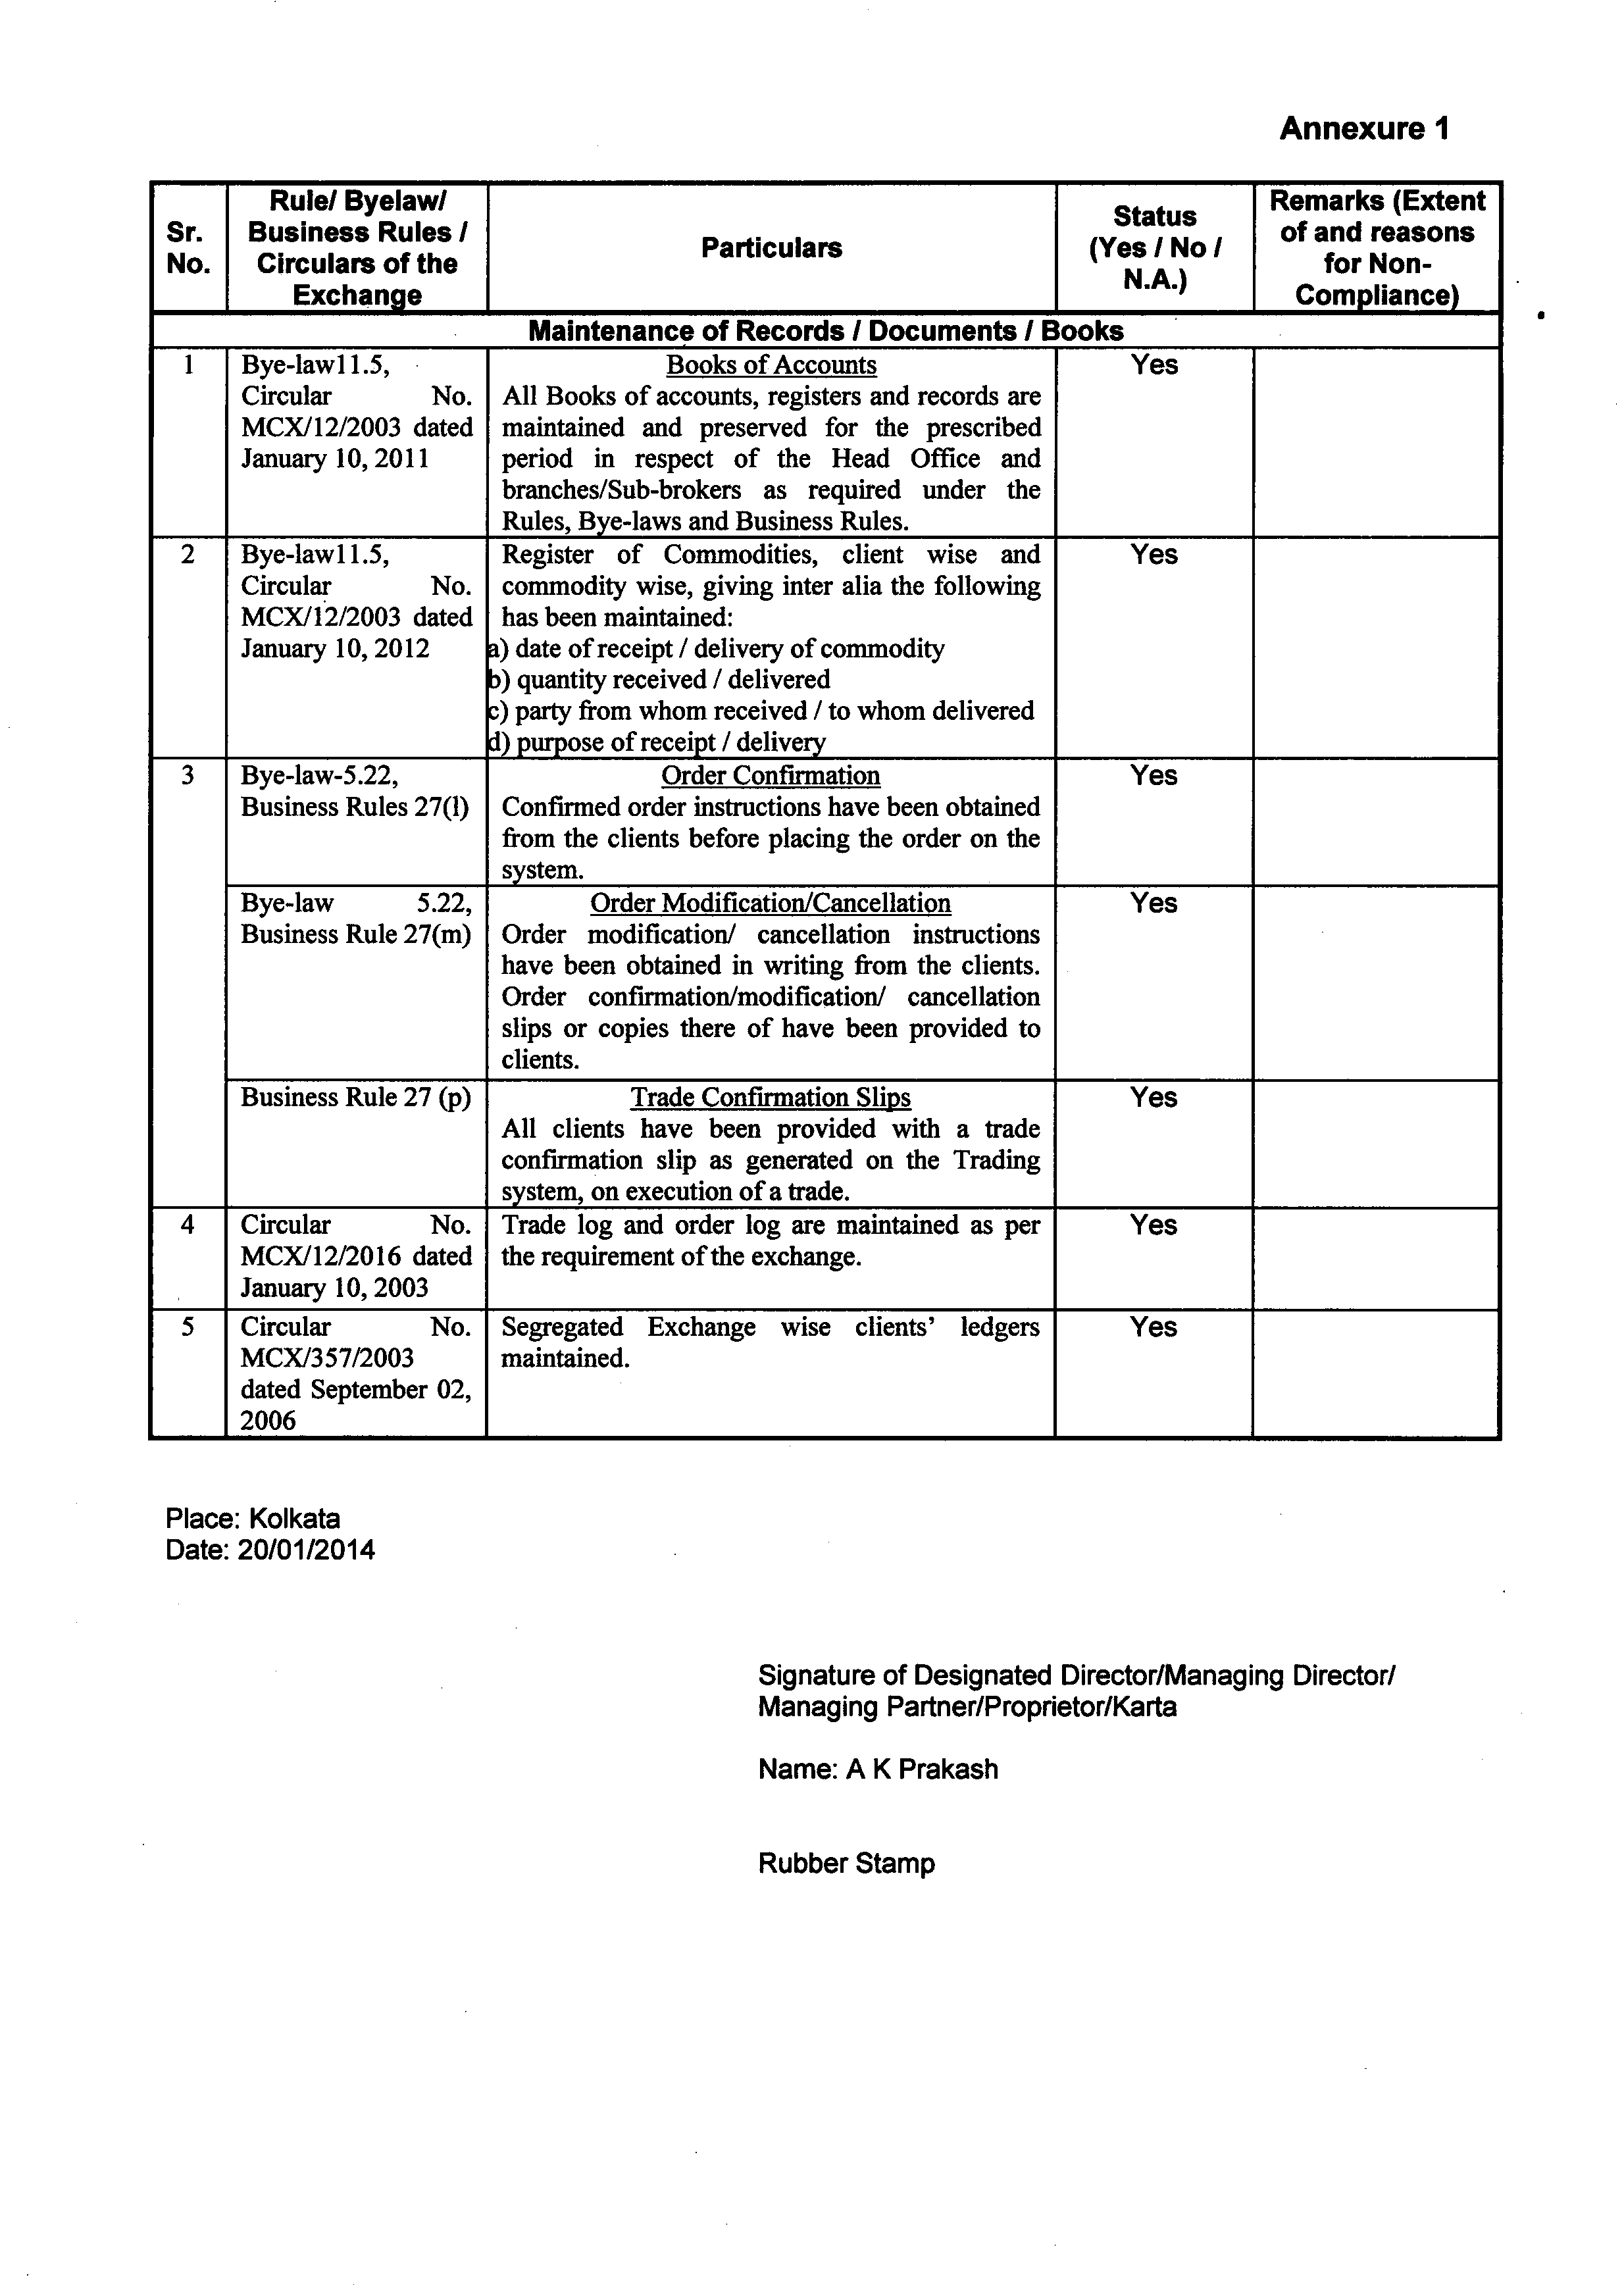 Annexure 1
Sr. No.
Rule/ Byelaw/
Business Rules /
Circulars of the
Exchange
Particulars
Status
(Yes / No /
N.A.)
Remarks (Extent
of and reasons
for Non-
Compliance)
Maintenance of Records / Documents / Books
1
Bye-law11.5,
Circular No.
MCX/12/2003 dated
January 10, 2011
Books of Accounts
All Books of accounts, registers and records are
maintained and preserved for the prescribed
period in respect of the Head Office and
branches/Sub-brokers as required under the
Rules, Bye-laws and Business Rules.
Yes
2
Bye-law11.5,
Circular No.
MCX/12/2003 dated
January 10, 2012
Register of Commodities, client wise and
commodity wise, giving inter alia the following
has been maintained:
a) date of receipt / delivery of commodity
b) quantity received / delivered
c) party from whom received / to whom delivered
d) purpose of receipt / delivery
Yes
3
Bye-law-5.22,
Business Rules 27(l)
Order Confirmation
Confirmed order instructions have been obtained
from the clients before placing the order on the
system.
Yes
Bye-law 5.22,
Business Rule 27(m)
Order Modification/Cancellation
Order modification/ cancellation instructions
have been obtained in writing from the clients.
Order confirmation/modification/ cancellation
slips or copies there of have been provided to
clients.
Yes
Business Rule 27 (p)
Trade Confirmation Slips
All clients have been provided with a trade
confirmation slip as generated on the Trading
system, on execution of a trade.
Yes
4
Circular No.
MCX/12/2016 dated
January 10, 2003
Trade log and order log are maintained as per
the requirement of the exchange.
Yes
5
Circular No.
MCX/357/2003
dated September 02,
2006
Segregated Exchange wise clients' ledgers
maintained.
Yes
Place: Kolkata
Date: 20/01/2014
Signature of Designated Director/Managing Director/
Managing Partner/Proprietor/Karta
Name: A K Prakash
Rubber Stamp